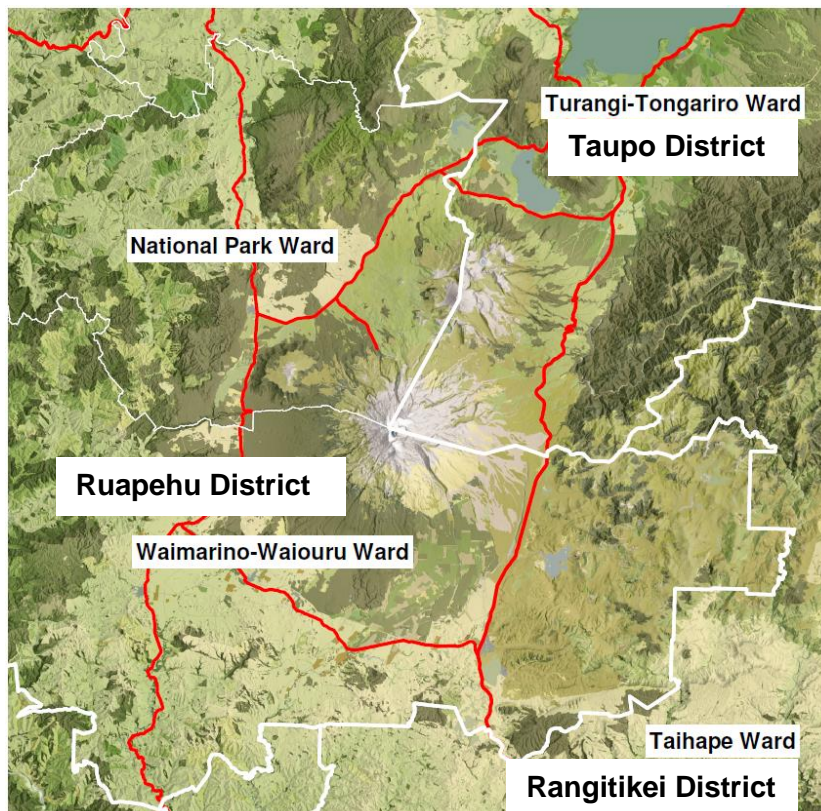 Turangi-Tongariro Ward
Taupo District
National Park Ward
Ruapehu District
Waimarino-Waiouru Ward
Taihape Ward
Rangitikei District